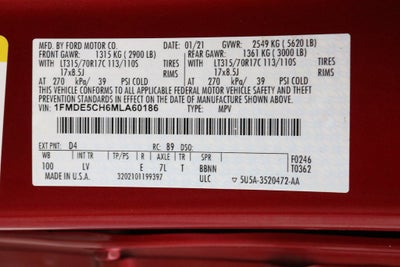 MFD. BY FORD MOTOR CO. 01/21 GVWR: 2549 KG ( 5620 LB)
FRONT GAWR: 1315 KG ( 2900 LB) REAR GAWR: 1361 KG ( 3000 LB)
WITH LT315/70R17C 113/110S TIRES WITH LT315/70R17C 113/110S TIRES
17x8.5J RIMS 17x8.5J RIMS
AT 270 kPa/ 39 PSI COLD AT 270 kPa/ 39 PSI COLD
THIS VEHICLE CONFORMS TO ALL APPLICABLE FEDERAL MOTOR VEHICLE SAFETY
STANDARDS IN EFFECT ON THE DATE OF MANUFACTURE SHOWN ABOVE.
VIN: 1FMDE5CH6MLA60186 TYPE: MPV
EXT PNT: D4 RC: 89 DSO:
WB INT TR TP/PS R AXLE TR SPR F0246
100 LV E 7L T BBNN T0362
MADE IN U.S.A. 3202101199397 ULC 5U5A-3520472-AA